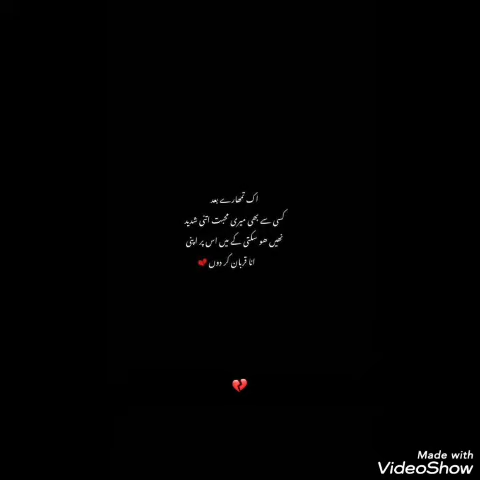 اک تمھارے بعد
کسی سے بھی میری محبت اتنی شدید
نھیں ھو سکتی کے میں اس پر اپنی
انا قربان کر دوں 💔
💔
Made with
VideoShow